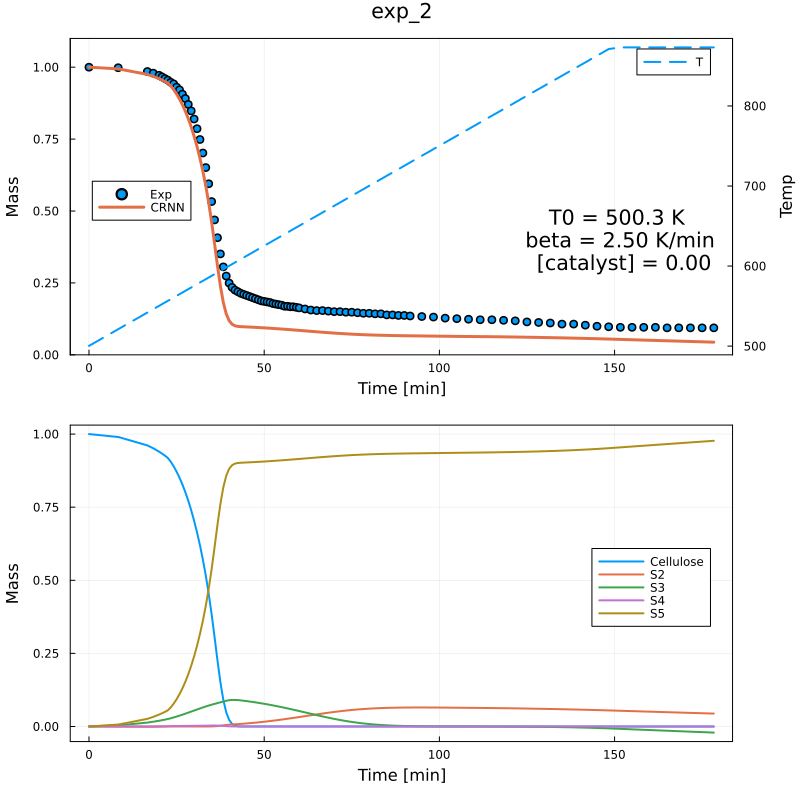 exp_2
1.00
0.75
0.50
0.25
0.00
Mass
800
700
600
500
Temp
T
Exp
CRNN
T0 = 500.3 K
beta = 2.50 K/min
[catalyst] = 0.00
0
50
100
150
Time [min]
1.00
0.75
0.50
0.25
0.00
Mass
Cellulose
S2
S3
S4
S5
0
50
100
150
Time [min]